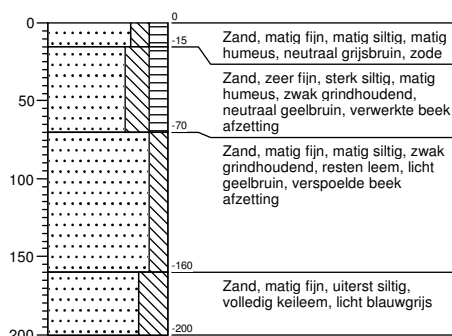 0
50
100
150
200
0
-15
-70
-160
-200
Zand, matig fijn, matig siltig, matig
humeus, neutraal grijsbruin, zode
Zand, zeer fijn, sterk siltig, matig
humeus, zwak grindhoudend,
neutraal geelbruin, verwerkte beek
afzetting
Zand, matig fijn, matig siltig, zwak
grindhoudend, resten leem, licht
geelbruin, verspoelde beek
afzetting
Zand, matig fijn, uiterst siltig,
volledig keileem, licht blauwgrijs